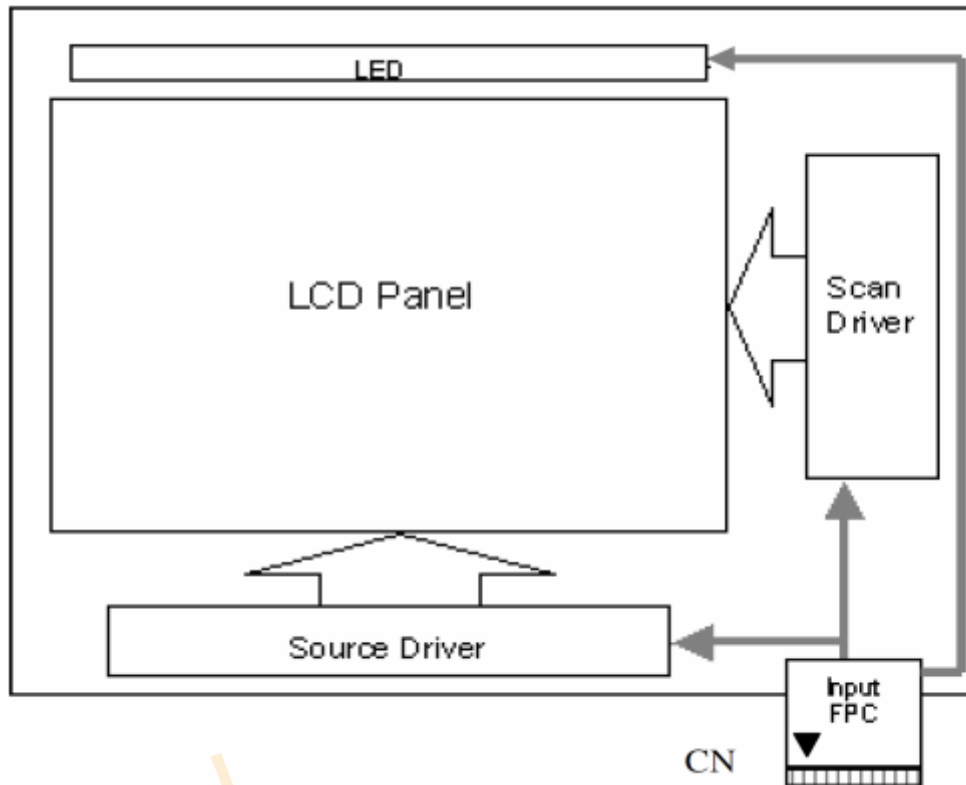 LED
LCD Panel
Scan
Driver
Source Driver
Input
FPC
CN